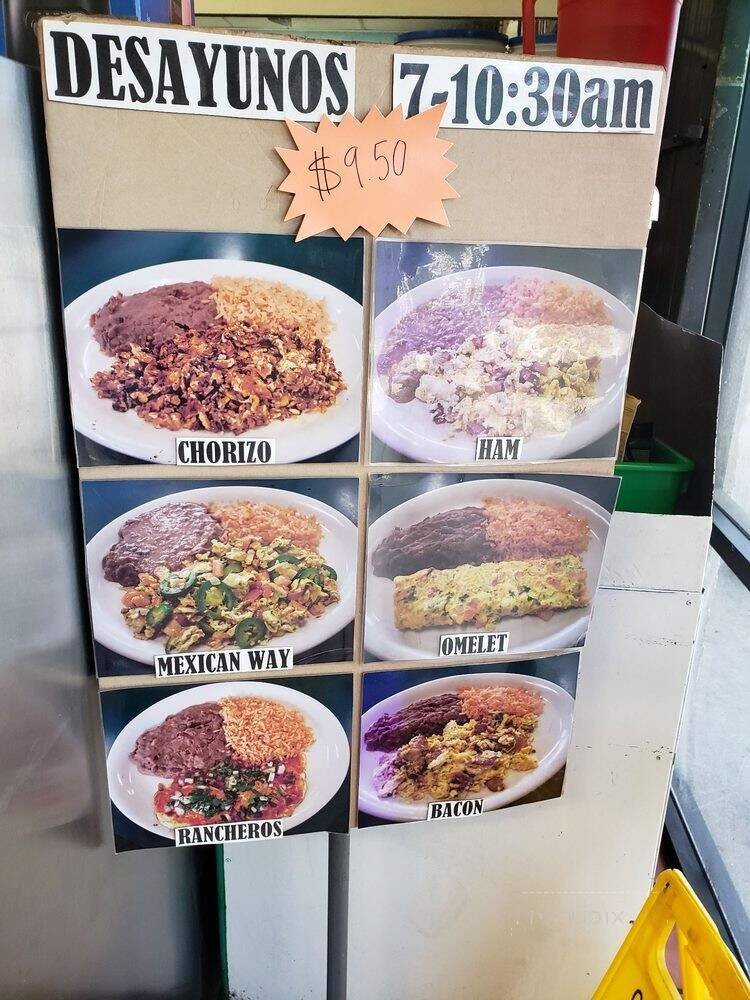 DESAYUNOS 7-10:30am
$9.50
CHORIZO
HAM
MEXICAN WAY
OMELET
RANCHEROS
BACON